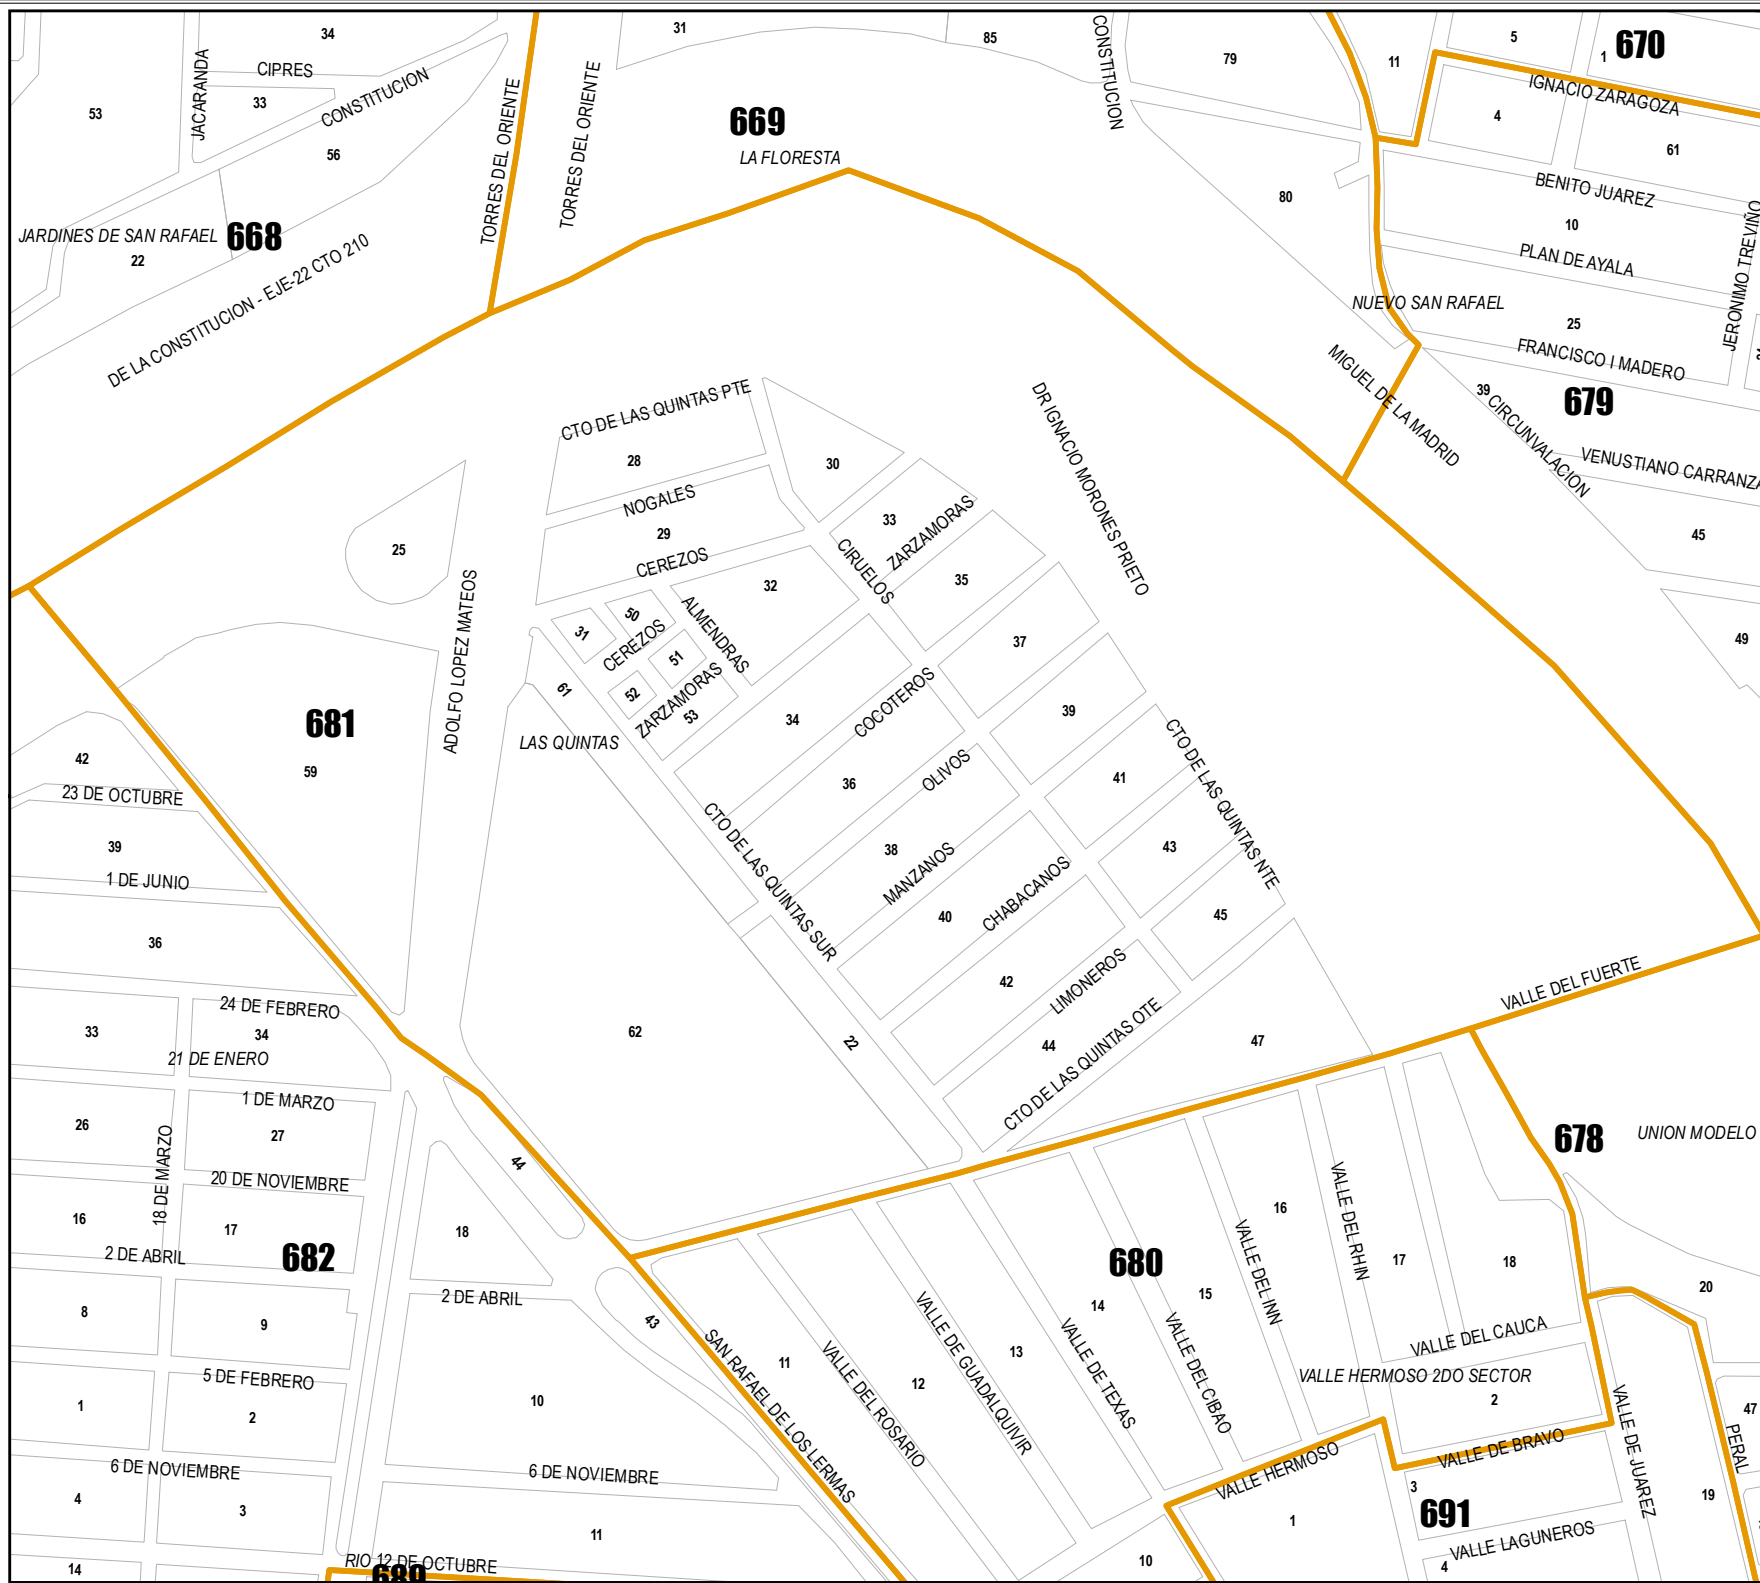 34
31
85
79
11
5
1
670
CIPRES
CONSTITUCION
JACARANDA
33
53
56
TORRES DEL ORIENTE
TORRES DEL ORIENTE
669
LA FLORESTA
CONSTITUCION
IGNACIO ZARAGOZA
4
61
BENITO JUAREZ
80
10
PLAN DE AYALA
JERONIMO TREVIÑO
JARDINES DE SAN RAFAEL
668
22
DE LA CONSTITUCION - EJE-22 CTO 210
NUEVO SAN RAFAEL
25
FRANCISCO I MADERO
MIGUEL DE LA MADRID
39
CIRCUNVALACION
679
VENUSTIANO CARRANZA
45
49
CTO DE LAS QUINTAS PTE
28
30
NOGALES
29
CEREZOS
33
ZARZAMORAS
CIRUELOS
DR IGNACIO MORONES PRIETO
25
ADOLFO LOPEZ MATEOS
32
35
31
50
CEREZOS
ALMENDRAS
51
52
ZARZAMORAS
53
61
LAS QUINTAS
37
COCOTEROS
34
39
681
59
36
OLIVOS
41
CTO DE LAS QUINTAS NTE
42
23 DE OCTUBRE
39
1 DE JUNIO
38
MANZANOS
43
CTO DE LAS QUINTAS SUR
CHABACANOS
40
45
36
42
LIMONEROS
24 DE FEBRERO
33
34
21 DE ENERO
62
22
44
CTO DE LAS QUINTAS OTE
47
VALLE DEL FUERTE
1 DE MARZO
26
27
18 DE MARZO
20 DE NOVIEMBRE
44
678
UNION MODELO
16
17
18
2 DE ABRIL
682
680
16
VALLE DEL RHIN
VALLE DEL INN
17
18
20
2 DE ABRIL
8
9
43
14
15
VALLE DEL CAUCA
5 DE FEBRERO
11
13
VALLE HERMOSO 2DO SECTOR
SAN RAFAEL DE LOS LERMAS
VALLE DEL ROSARIO
VALLE DE GUADALQUIVIR
VALLE DE TEXAS
VALLE DEL CIBAO
12
2
1
2
10
VALLE DE JUAREZ
47
PERAL
6 DE NOVIEMBRE
6 DE NOVIEMBRE
VALLE HERMOSO
VALLE DE BRAVO
3
691
19
4
3
11
1
VALLE LAGUNEROS
14
RIO 12 DE OCTUBRE
689
10
4